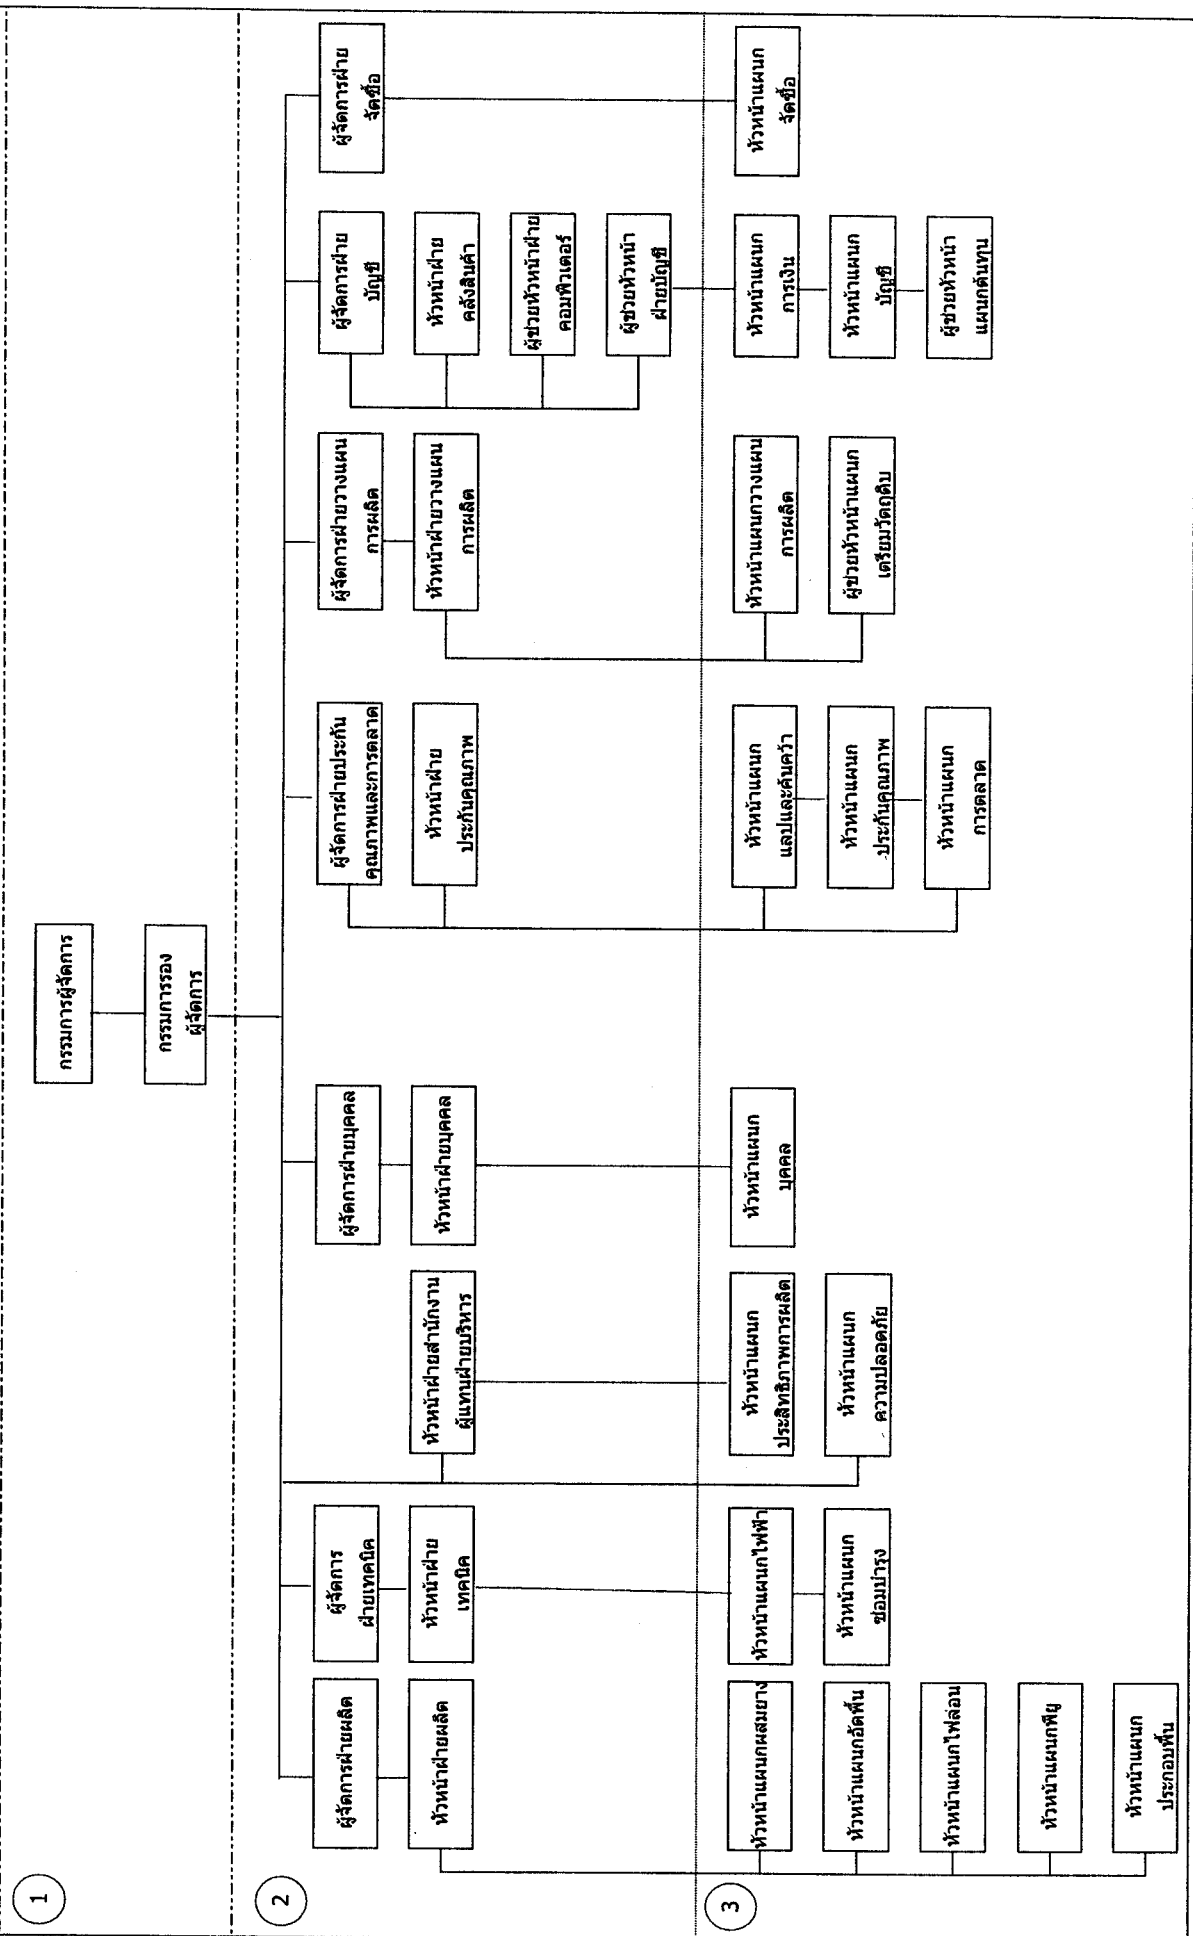 1
กรรมการผู้จัดการ
กรรมการรอง
ผู้จัดการ
2
ผู้จัดการฝ่ายผลิต
หัวหน้าฝ่ายผลิต
ผู้จัดการ
ฝ่ายเทคนิค
หัวหน้าฝ่าย
เทคนิค
หัวหน้าฝ่ายสำนักงาน
ผู้แทนฝ่ายบริหาร
ผู้จัดการฝ่ายบุคคล
หัวหน้าฝ่ายบุคคล
ผู้จัดการฝ่ายประกัน
คุณภาพและการตลาด
หัวหน้าฝ่าย
ประกันคุณภาพ
ผู้จัดการฝ่ายวางแผน
การผลิต
หัวหน้าฝ่ายวางแผน
การผลิต
ผู้จัดการฝ่าย
บัญชี
หัวหน้าฝ่าย
คลังสินค้า
ผู้ช่วยหัวหน้าฝ่าย
คอมพิวเตอร์
ผู้ช่วยหัวหน้า
ฝ่ายบัญชี
ผู้จัดการฝ่าย
จัดซื้อ
3
หัวหน้าแผนกผสมยาง
หัวหน้าแผนกอัดพื้น
หัวหน้าแผนกไฟล่อน
หัวหน้าแผนกพียู
หัวหน้าแผนก
ประกอบพื้น
หัวหน้าแผนกไฟฟ้า
หัวหน้าแผนก
ซ่อมบำรุง
หัวหน้าแผนก
ประสิทธิภาพการผลิต
หัวหน้าแผนก
ความปลอดภัย
หัวหน้าแผนก
บุคคล
หัวหน้าแผนก
แลปและค้นคว้า
หัวหน้าแผนก
ประกันคุณภาพ
หัวหน้าแผนก
การตลาด
หัวหน้าแผนกวางแผน
การผลิต
ผู้ช่วยหัวหน้าแผนก
เตรียมวัตถุดิบ
หัวหน้าแผนก
การเงิน
หัวหน้าแผนก
บัญชี
ผู้ช่วยหัวหน้า
แผนกต้นทุน
หัวหน้าแผนก
จัดซื้อ